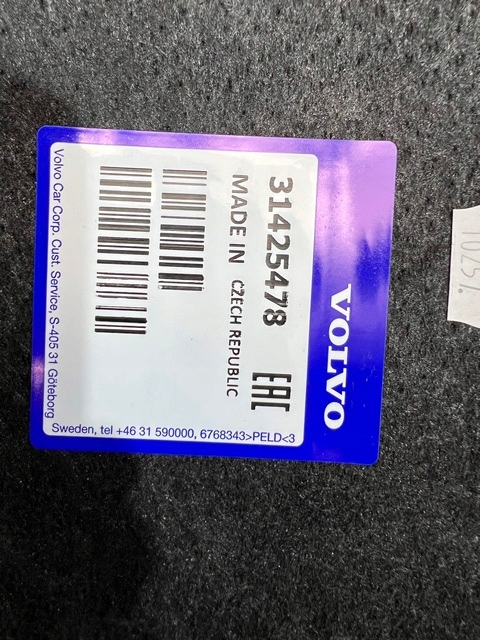 VOLVO
31425478
MADE IN CZECH REPUBLIC
EAC
Volvo Car Corp. Cust. Service, S-405 31 Göteborg
Sweden, tel +46 31 590000, 6768343>PELD<3